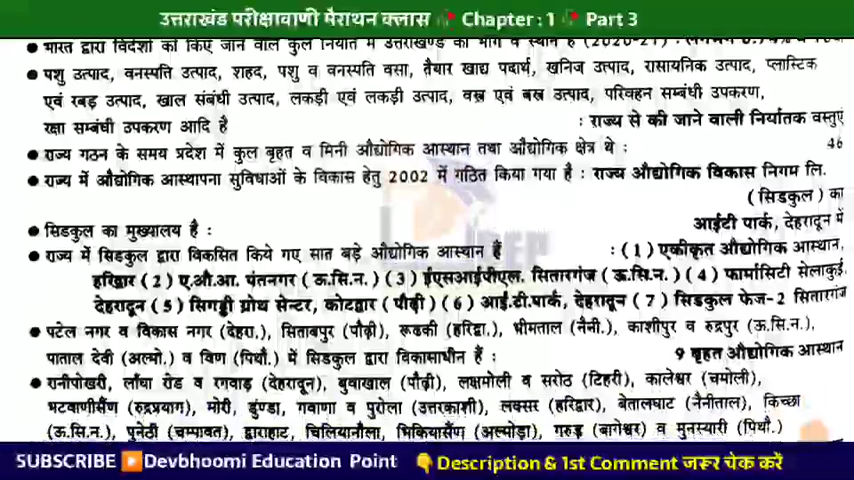 उत्तराखंड परीक्षावाणी मैराथन क्लास 📌 Chapter : 1 📌 Part 3
● भारत द्वारा विदेशों को किए जाने वाले कुल निर्यात में उत्तराखण्ड का भाग व स्थान है (2020-21) :
● पशु उत्पाद, वनस्पति उत्पाद, शहद, पशु व वनस्पति वसा, तैयार खाद्य पदार्थ, खनिज उत्पाद, रासायनिक उत्पाद, प्लास्टिक
एवं रबड़ उत्पाद, खाल संबंधी उत्पाद, लकड़ी एवं लकड़ी उत्पाद, वस्त्र एवं वस्त्र उत्पाद, परिवहन सम्बंधी उपकरण,
रक्षा सम्बंधी उपकरण आदि है : राज्य से की जाने वाली निर्यातक वस्तुएं
● राज्य गठन के समय प्रदेश में कुल बृहत व मिनी औद्योगिक आस्थान तथा औद्योगिक क्षेत्र थे : 46
● राज्य में औद्योगिक आस्थापना सुविधाओं के विकास हेतु 2002 में गठित किया गया है : राज्य औद्योगिक विकास निगम लि.
(सिडकुल) का
● सिडकुल का मुख्यालय है : आईटी पार्क, देहरादून में
● राज्य में सिडकुल द्वारा विकसित किये गए सात बड़े औद्योगिक आस्थान हैं : (1) एकीकृत औद्योगिक आस्थान,
हरिद्वार (2) ए.औ.आ. पंतनगर (ऊ.सि.न.) (3) ईएसआईपीएल. सितारगंज (ऊ.सि.न.) (4) फार्मासिटी सेलाकुई,
देहरादून (5) सिगड्डी ग्रोथ सेन्टर, कोटद्वार (पौढ़ी) (6) आई.टी.पार्क, देहरादून (7) सिडकुल फेज-2 सितारगंज
● पटेल नगर व विकास नगर (देहरा.), सिताबपुर (पौढ़ी), रूढकी (हरिद्वा.), भीमताल (नैनी.), काशीपुर व रुद्रपुर (ऊ.सि.न.),
पाताल देवी (अल्मो.) व विण (पिथौ.) में सिडकुल द्वारा विकासाधीन हैं : 9 बृहत औद्योगिक आस्थान
● रानीपोखरी, लाँघा रोड व रगवाड़ (देहरादून), बुवाखाल (पौढ़ी), लक्षमोली व सरोठ (टिहरी), कालेश्वर (चमोली),
भटवाणीसैंण (रुद्रप्रयाग), मोरी, डुंण्डा, गवाणा व पुरोला (उत्तरकाशी), लक्सर (हरिद्वार), बेतालघाट (नैनीताल), किच्छा
(ऊ.सि.न.), पुनेठी (चम्पावत), द्वाराहाट, चिलियानौला, भिकियासैंण (अल्मोड़ा), गरुड़ (बागेश्वर) व मुनस्यारी (पिथौ.)
SUBSCRIBE ▶️Devbhoomi Education Point 👇Description & 1st Comment जरूर चेक करें